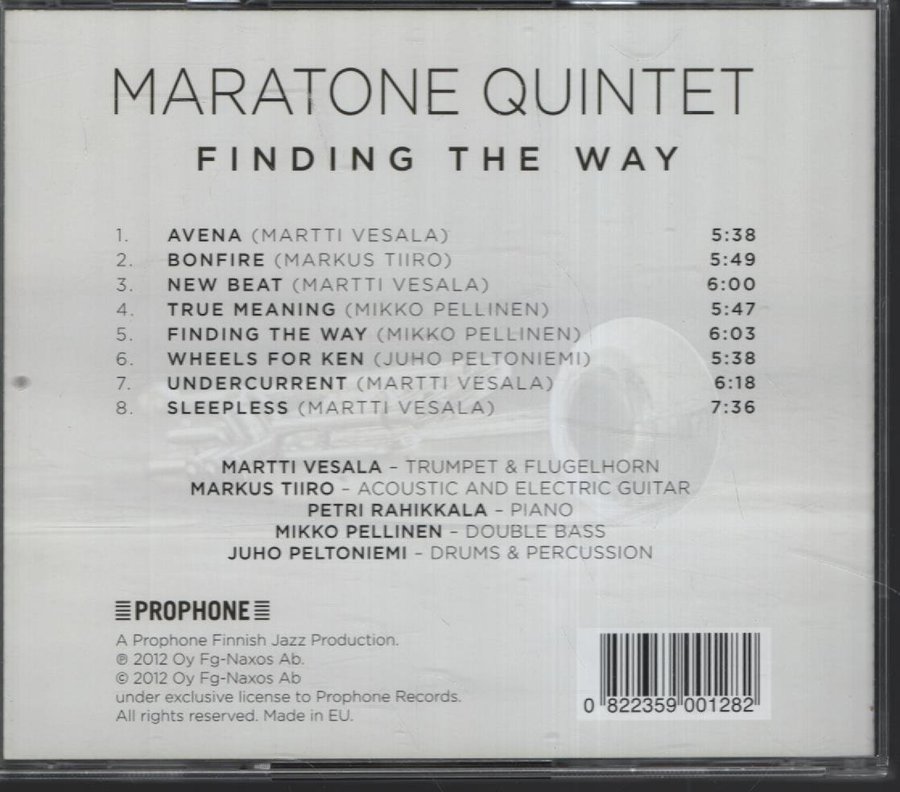 MARATONE QUINTET
FINDING THE WAY
1. AVENA (MARTTI VESALA) 5:38
2. BONFIRE (MARKUS TIIRO) 5:49
3. NEW BEAT (MARTTI VESALA) 6:00
4. TRUE MEANING (MIKKO PELLINEN) 5:47
5. FINDING THE WAY (MIKKO PELLINEN) 6:03
6. WHEELS FOR KEN (JUHO PELTONIEMI) 5:38
7. UNDERCURRENT (MARTTI VESALA) 6:18
8. SLEEPLESS (MARTTI VESALA) 7:36
MARTTI VESALA – TRUMPET & FLUGELHORN
MARKUS TIIRO – ACOUSTIC AND ELECTRIC GUITAR
PETRI RAHIKKALA – PIANO
MIKKO PELLINEN – DOUBLE BASS
JUHO PELTONIEMI – DRUMS & PERCUSSION
PROPHONE
A Prophone Finnish Jazz Production.
℗ 2012 Oy Fg-Naxos Ab.
© 2012 Oy Fg-Naxos Ab
under exclusive license to Prophone Records.
All rights reserved. Made in EU.
0 822359 001282